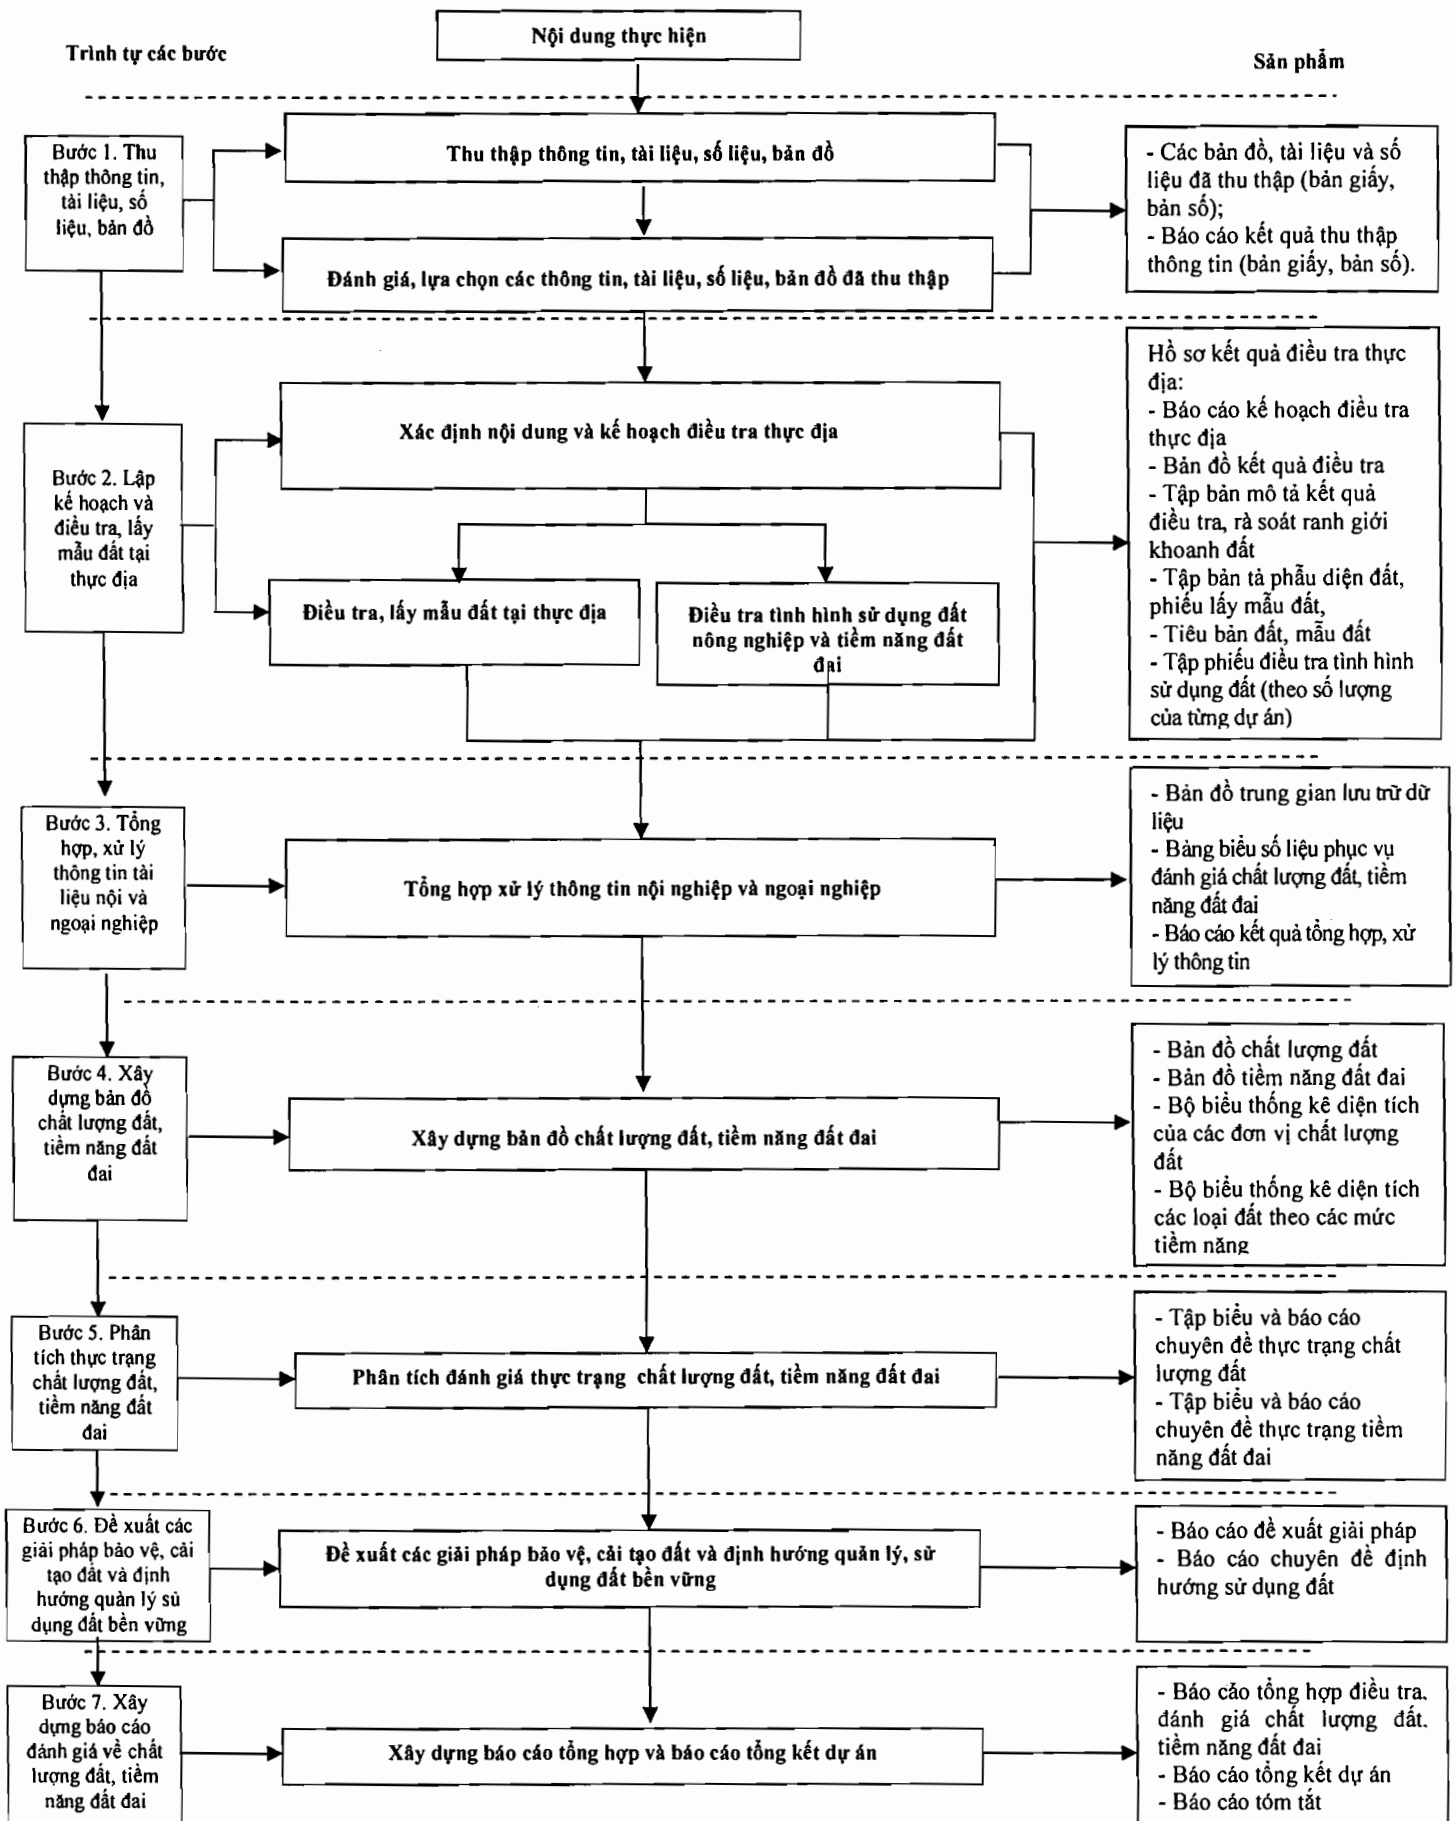 Nội dung thực hiện
Trình tự các bước
Sản phẩm
Bước 1. Thu
thập thông tin,
tài liệu, số
liệu, bản đồ
Thu thập thông tin, tài liệu, số liệu, bản đồ
Đánh giá, lựa chọn các thông tin, tài liệu, số liệu, bản đồ đã thu thập
- Các bản đồ, tài liệu và số
liệu đã thu thập (bản giấy,
bản số);
- Báo cáo kết quả thu thập
thông tin (bản giấy, bản số).
Bước 2. Lập
kế hoạch và
điều tra, lấy
mẫu đất tại
thực địa
Xác định nội dung và kế hoạch điều tra thực địa
Điều tra, lấy mẫu đất tại thực địa
Điều tra tình hình sử dụng đất
nông nghiệp và tiềm năng đất
đai
Hồ sơ kết quả điều tra thực
địa:
- Báo cáo kế hoạch điều tra
thực địa
- Bản đồ kết quả điều tra
- Tập bản mô tả kết quả
điều tra, rà soát ranh giới
khoanh đất
- Tập bản tả phẫu diện đất,
phiếu lấy mẫu đất,
- Tiêu bản đất, mẫu đất
- Tập phiếu điều tra tình hình
sử dụng đất (theo số lượng
của từng dự án)
Bước 3. Tổng
hợp, xử lý
thông tin tài
liệu nội và
ngoại nghiệp
Tổng hợp xử lý thông tin nội nghiệp và ngoại nghiệp
- Bản đồ trung gian lưu trữ dữ
liệu
- Bảng biểu số liệu phục vụ
đánh giá chất lượng đất, tiềm
năng đất đai
- Báo cáo kết quả tổng hợp, xử
lý thông tin
Bước 4. Xây
dựng bản đồ
chất lượng đất,
tiềm năng đất
đai
Xây dựng bản đồ chất lượng đất, tiềm năng đất đai
- Bản đồ chất lượng đất
- Bản đồ tiềm năng đất đai
- Bộ biểu thống kê diện tích
của các đơn vị chất lượng
đất
- Bộ biểu thống kê diện tích
các loại đất theo các mức
tiềm năng
Bước 5. Phân
tích thực trạng
chất lượng đất,
tiềm năng đất
đai
Phân tích đánh giá thực trạng chất lượng đất, tiềm năng đất đai
- Tập biểu và báo cáo
chuyên đề thực trạng chất
lượng đất
- Tập biểu và báo cáo
chuyên đề thực trạng tiềm
năng đất đai
Bước 6. Đề xuất các
giải pháp bảo vệ, cải
tạo đất và định
hướng quản lý sủ
dụng đất bền vững
Đề xuất các giải pháp bảo vệ, cải tạo đất và định hướng quản lý, sử
dụng đất bền vững
- Báo cáo đề xuất giải pháp
- Báo cáo chuyên đề định
hướng sử dụng đất
Bước 7. Xây
dựng báo cáo
đánh giá về chất
lượng đất, tiềm
năng đất đai
Xây dựng báo cáo tổng hợp và báo cáo tổng kết dự án
- Báo cảo tổng hợp điều tra.
đánh giá chất lượng đất.
tiềm năng đất đai
- Báo cáo tổng kết dự án
- Báo cáo tóm tắt